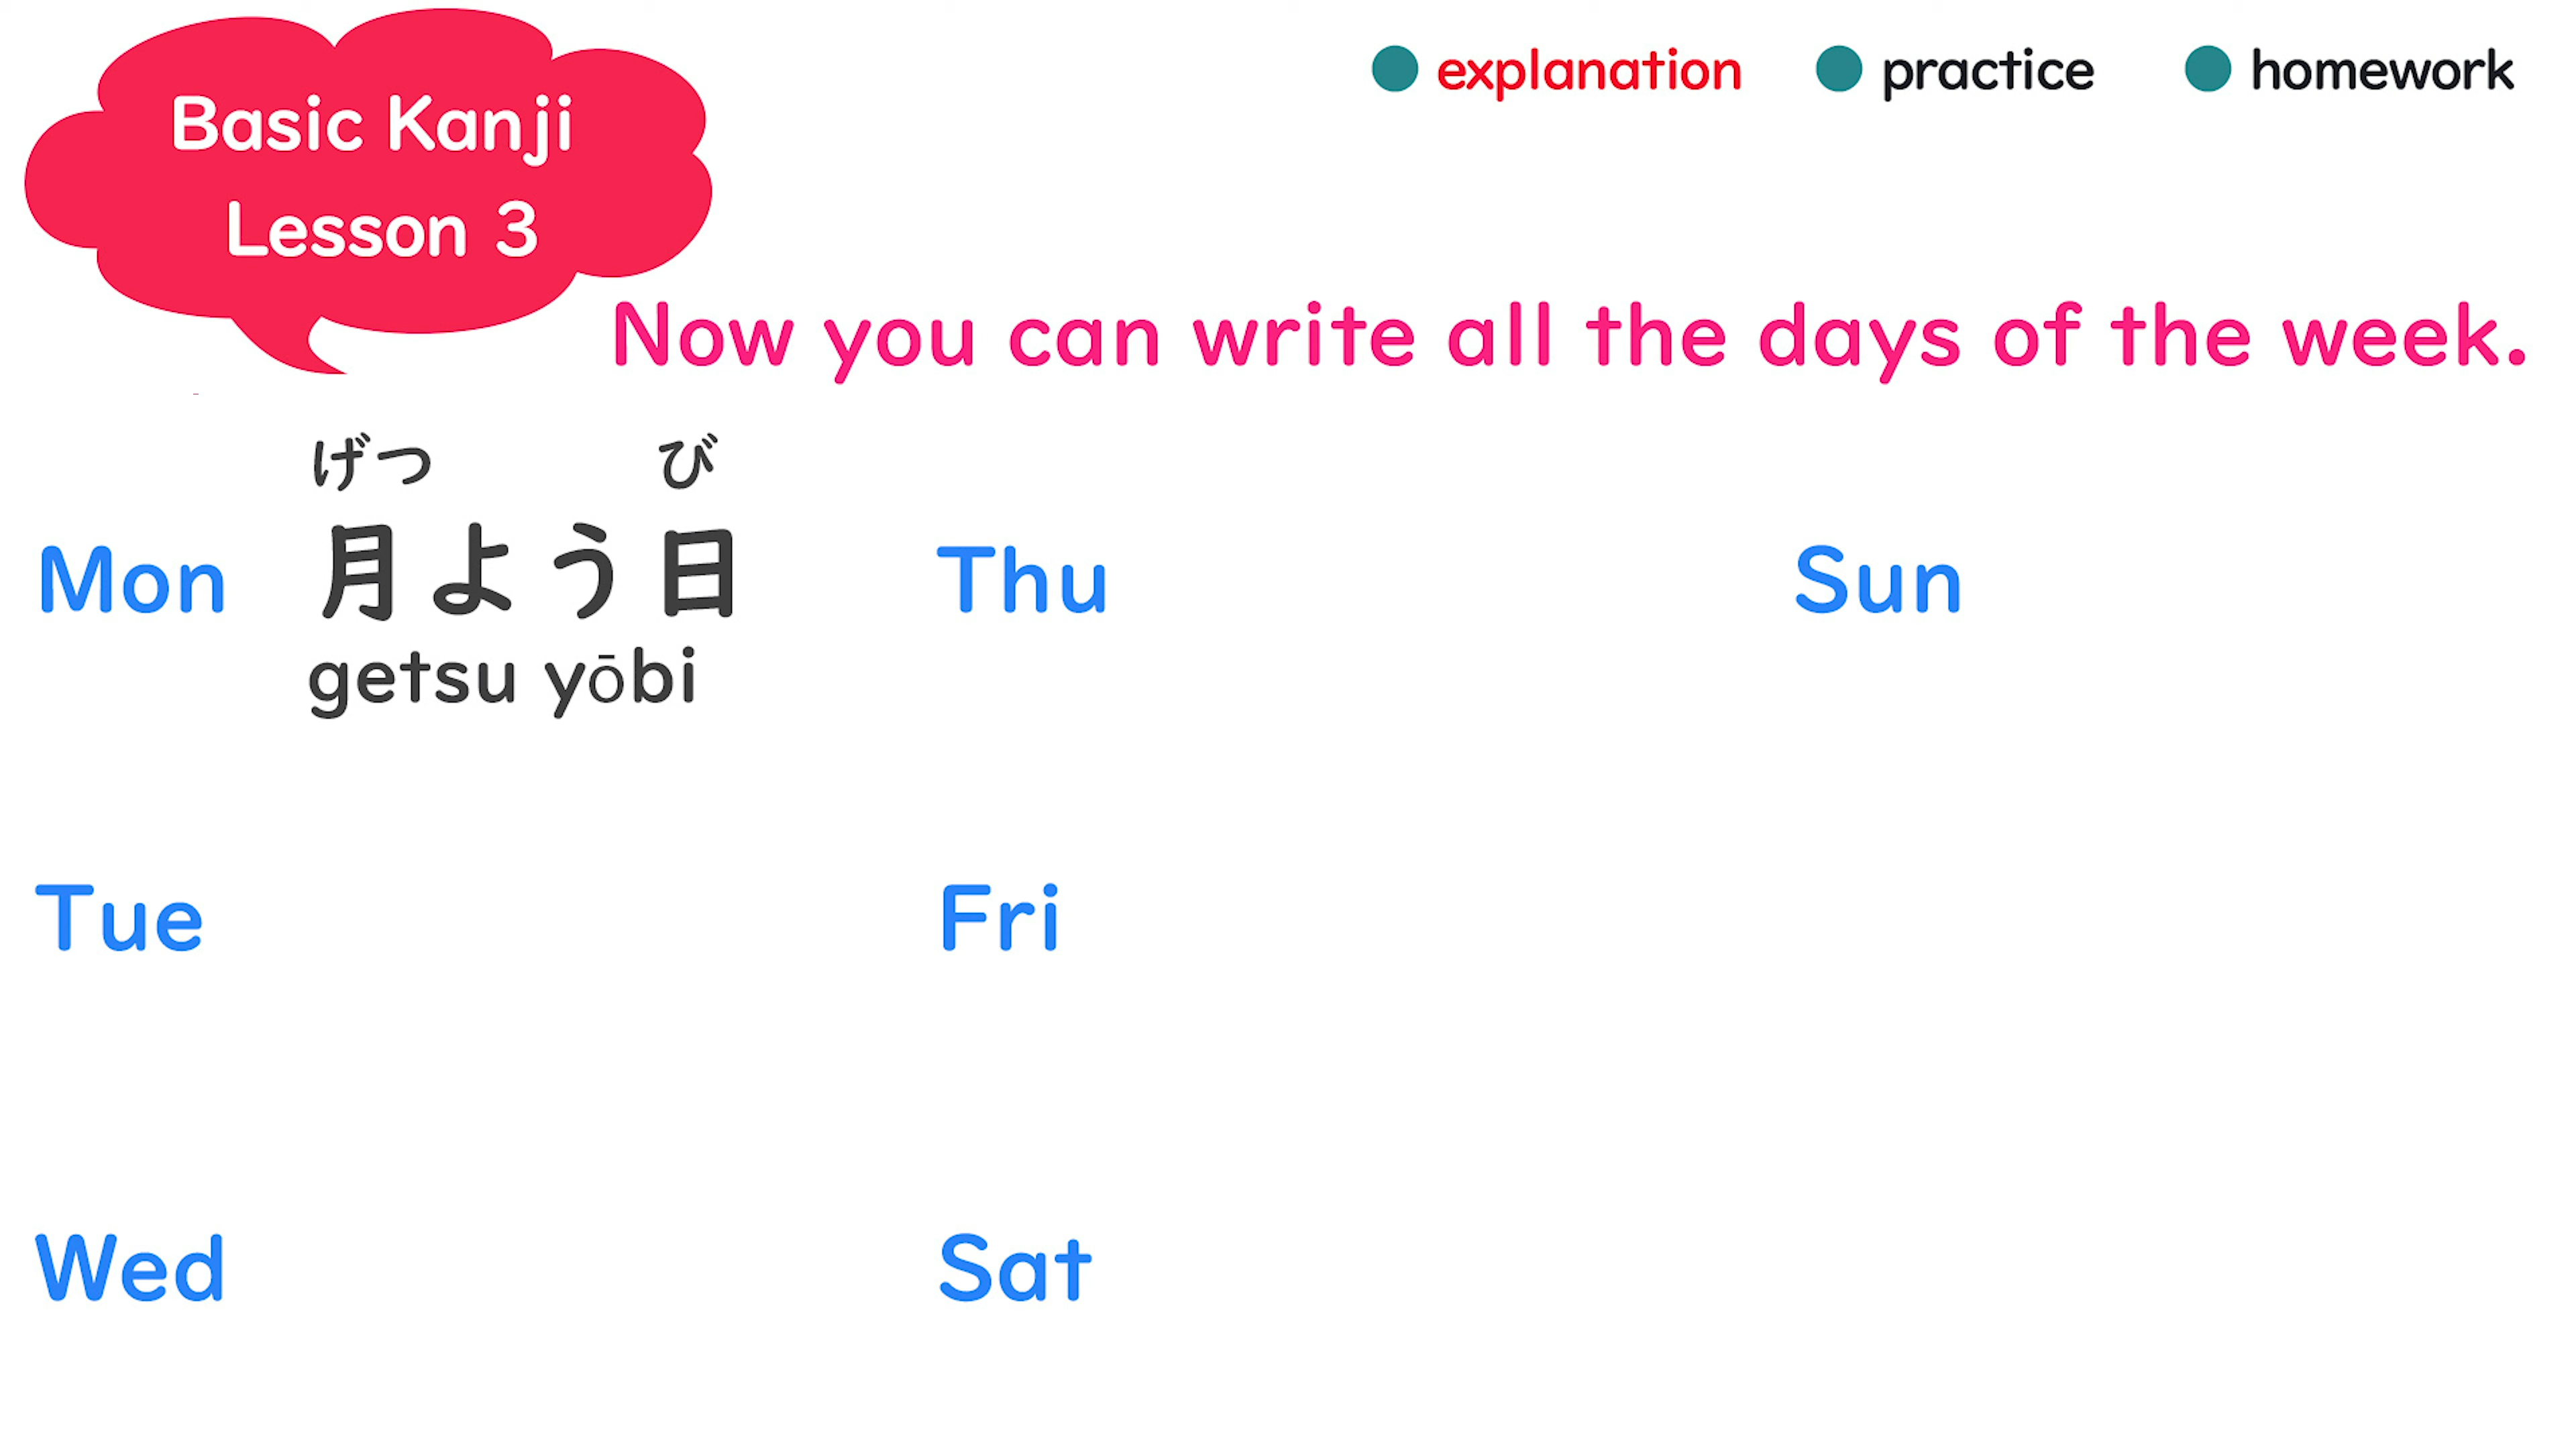 Basic Kanji
Lesson 3
explanation practice homework
Now you can write all the days of the week.
げつ び
Mon 月よう日
getsu yōbi
Thu
Sun
Tue
Fri
Wed
Sat